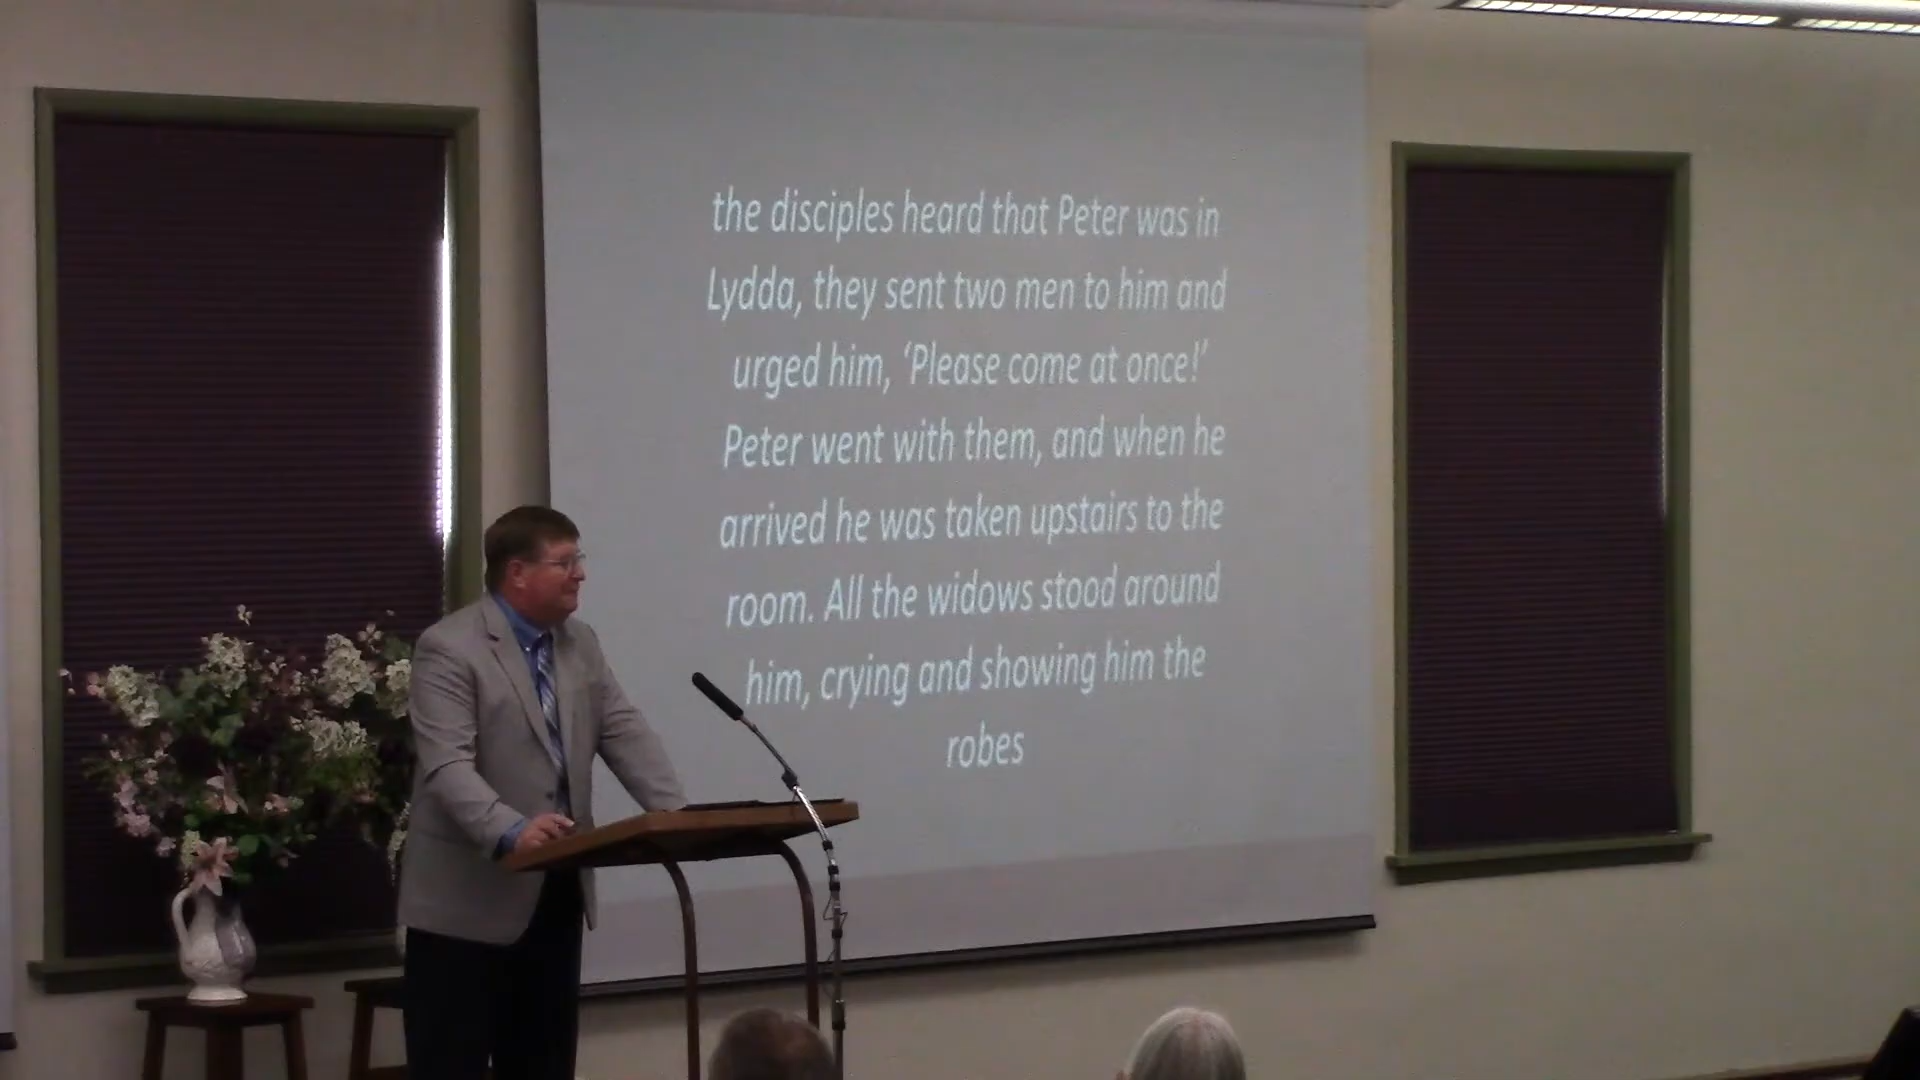 the disciples heard that Peter was in
Lydda, they sent two men to him and
urged him, ‘Please come at once!’
Peter went with them, and when he
arrived he was taken upstairs to the
room. All the widows stood around
him, crying and showing him the
robes